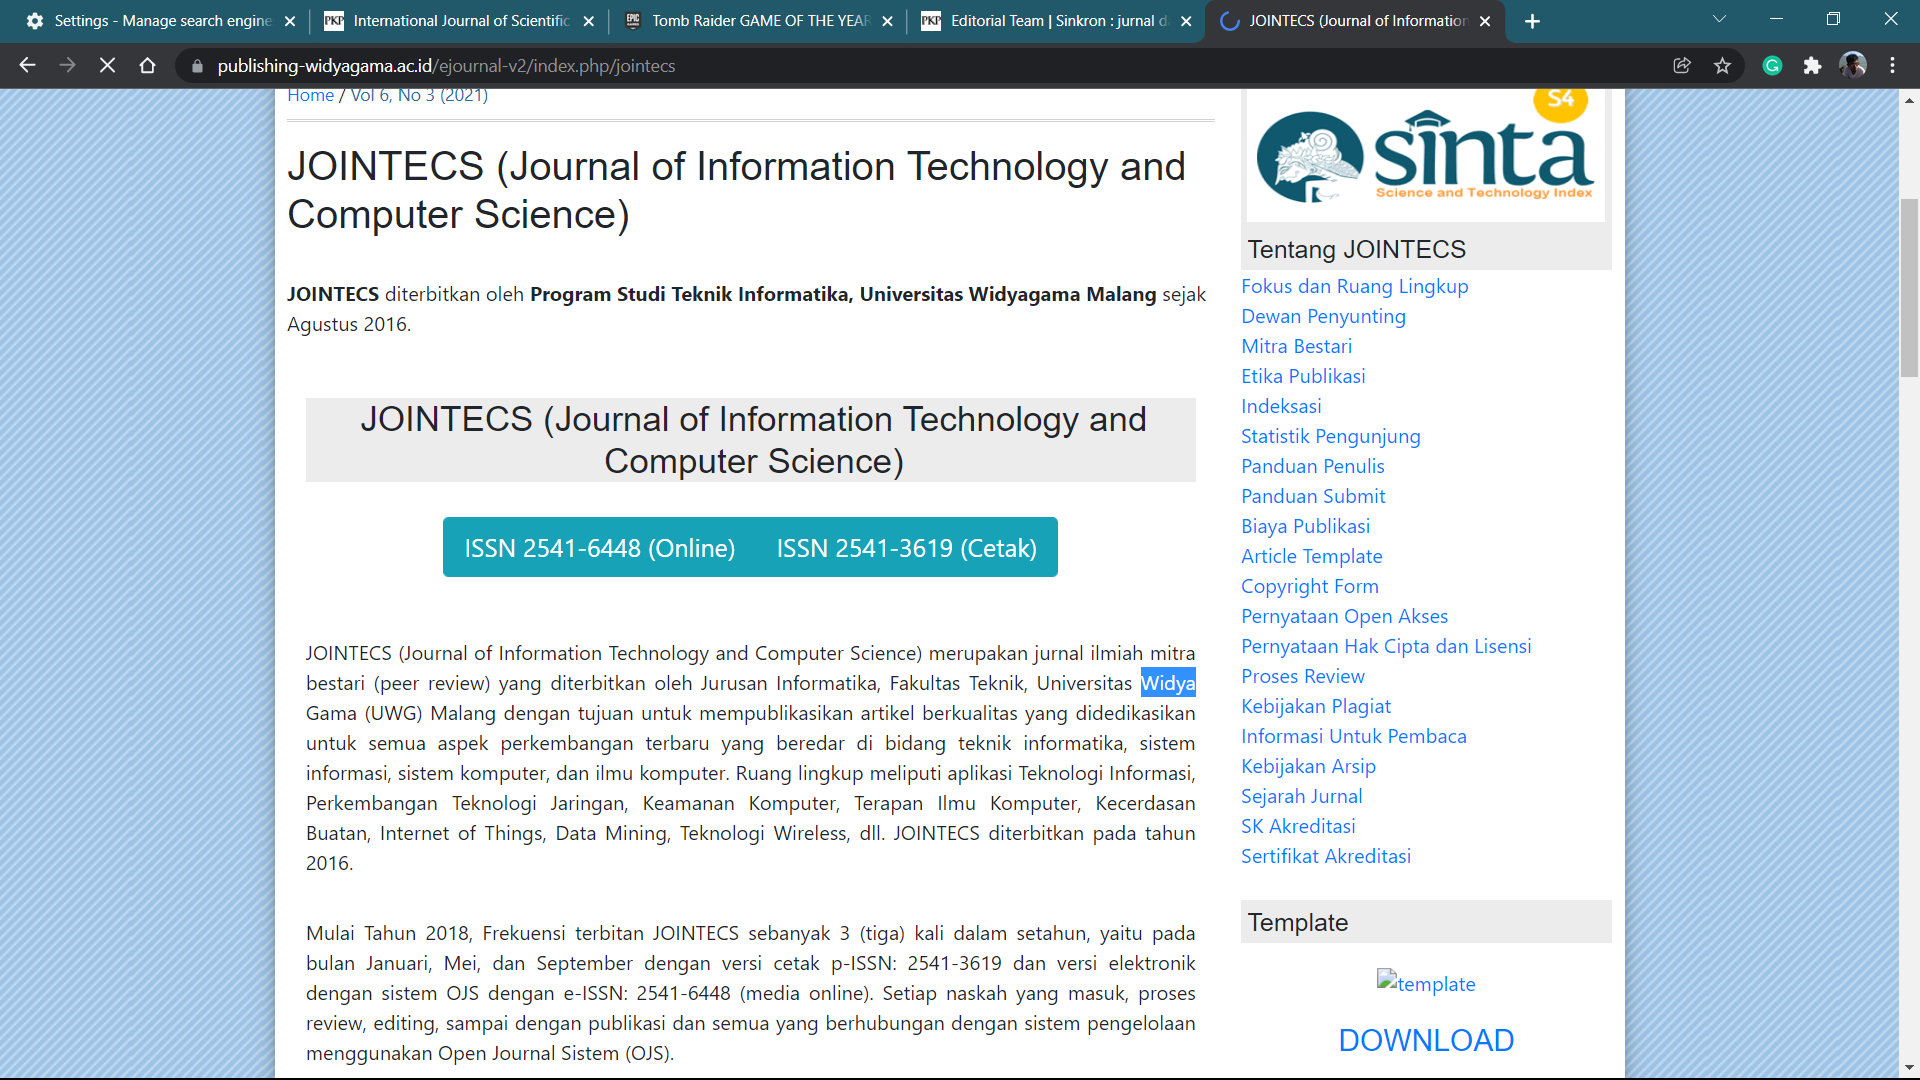 Settings - Manage search engine
International Journal of Scientific
Tomb Raider GAME OF THE YEAR
Editorial Team | Sinkron : jurnal d
JOINTECS (Journal of Information
publishing-widyagama.ac.id/ejournal-v2/index.php/jointecs
Home / Vol 6, No 3 (2021)
JOINTECS (Journal of Information Technology and
Computer Science)
JOINTECS diterbitkan oleh Program Studi Teknik Informatika, Universitas Widyagama Malang sejak
Agustus 2016.
JOINTECS (Journal of Information Technology and
Computer Science)
ISSN 2541-6448 (Online) ISSN 2541-3619 (Cetak)
JOINTECS (Journal of Information Technology and Computer Science) merupakan jurnal ilmiah mitra
bestari (peer review) yang diterbitkan oleh Jurusan Informatika, Fakultas Teknik, Universitas Widya
Gama (UWG) Malang dengan tujuan untuk mempublikasikan artikel berkualitas yang didedikasikan
untuk semua aspek perkembangan terbaru yang beredar di bidang teknik informatika, sistem
informasi, sistem komputer, dan ilmu komputer. Ruang lingkup meliputi aplikasi Teknologi Informasi,
Perkembangan Teknologi Jaringan, Keamanan Komputer, Terapan Ilmu Komputer, Kecerdasan
Buatan, Internet of Things, Data Mining, Teknologi Wireless, dll. JOINTECS diterbitkan pada tahun
2016.
Mulai Tahun 2018, Frekuensi terbitan JOINTECS sebanyak 3 (tiga) kali dalam setahun, yaitu pada
bulan Januari, Mei, dan September dengan versi cetak p-ISSN: 2541-3619 dan versi elektronik
dengan sistem OJS dengan e-ISSN: 2541-6448 (media online). Setiap naskah yang masuk, proses
review, editing, sampai dengan publikasi dan semua yang berhubungan dengan sistem pengelolaan
menggunakan Open Journal Sistem (OJS).
S4
sinta
Science and Technology Index
Tentang JOINTECS
Fokus dan Ruang Lingkup
Dewan Penyunting
Mitra Bestari
Etika Publikasi
Indeksasi
Statistik Pengunjung
Panduan Penulis
Panduan Submit
Biaya Publikasi
Article Template
Copyright Form
Pernyataan Open Akses
Pernyataan Hak Cipta dan Lisensi
Proses Review
Kebijakan Plagiat
Informasi Untuk Pembaca
Kebijakan Arsip
Sejarah Jurnal
SK Akreditasi
Sertifikat Akreditasi
Template
template
DOWNLOAD